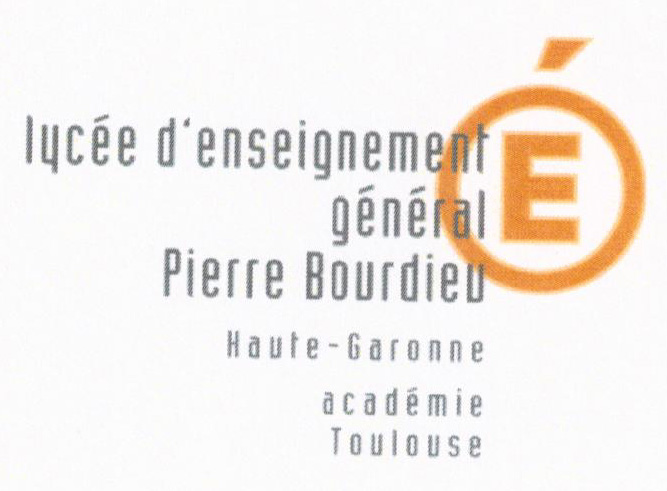 lycée d'enseignement
général
Pierre Bourdieu
Haute-Garonne
académie
Toulouse
É